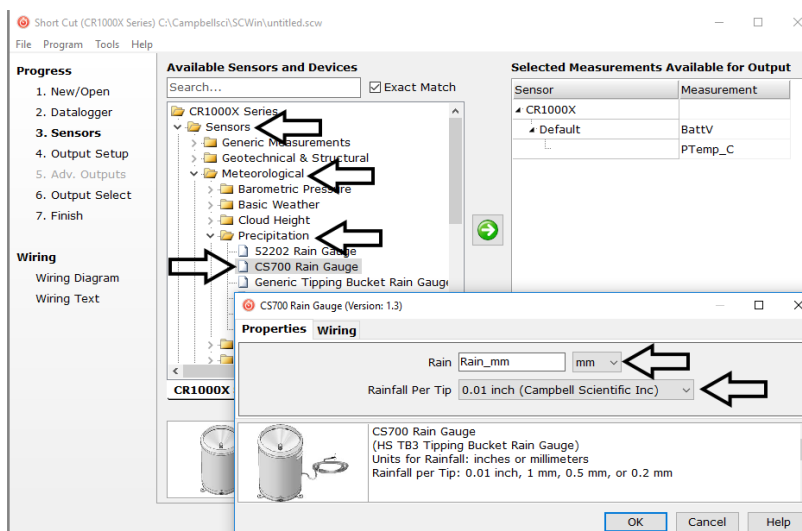 Short Cut (CR1000X Series) C:\Campbellsci\SCWin\untitled.scw
File Program Tools Help
Progress
1. New/Open
2. Datalogger
3. Sensors
4. Output Setup
5. Adv. Outputs
6. Output Select
7. Finish
Wiring
Wiring Diagram
Wiring Text
Available Sensors and Devices
Search...
Exact Match
CR1000X Series
Sensors
Generic Measurements
Geotechnical & Structural
Meteorological
Barometric Pressure
Basic Weather
Cloud Height
Precipitation
52202 Rain Gauge
CS700 Rain Gauge
Generic Tipping Bucket Rain Gauge
CR1000X
Selected Measurements Available for Output
Sensor Measurement
CR1000X
Default BattV
PTemp_C
CS700 Rain Gauge (Version: 1.3)
Properties Wiring
Rain Rain_mm mm
Rainfall Per Tip 0.01 inch (Campbell Scientific Inc)
CS700 Rain Gauge
(HS TB3 Tipping Bucket Rain Gauge)
Units for Rainfall: inches or millimeters
Rainfall per Tip: 0.01 inch, 1 mm, 0.5 mm, or 0.2 mm
OK Cancel Help